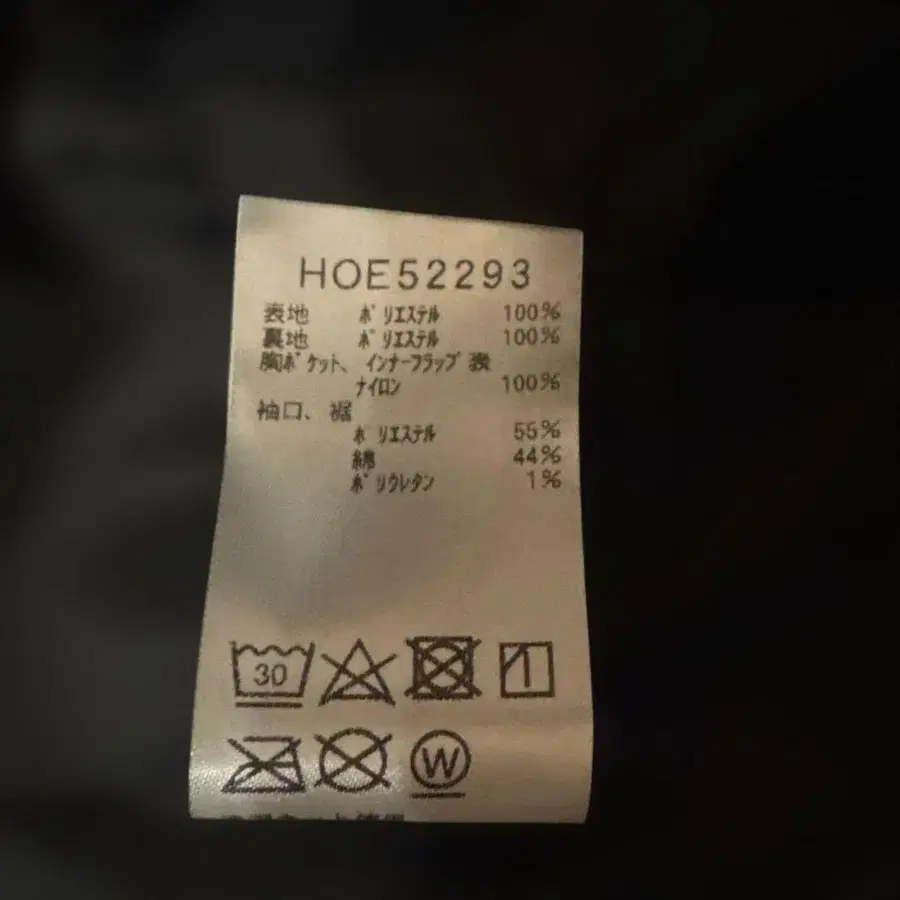 HOE52293
表地 ポリエステル 100%
裏地 ポリエステル 100%
胸ポケット、インナーフラップ表
ナイロン 100%
袖口、裾
ポリエステル 55%
綿 44%
ポリウレタン 1%
30
W